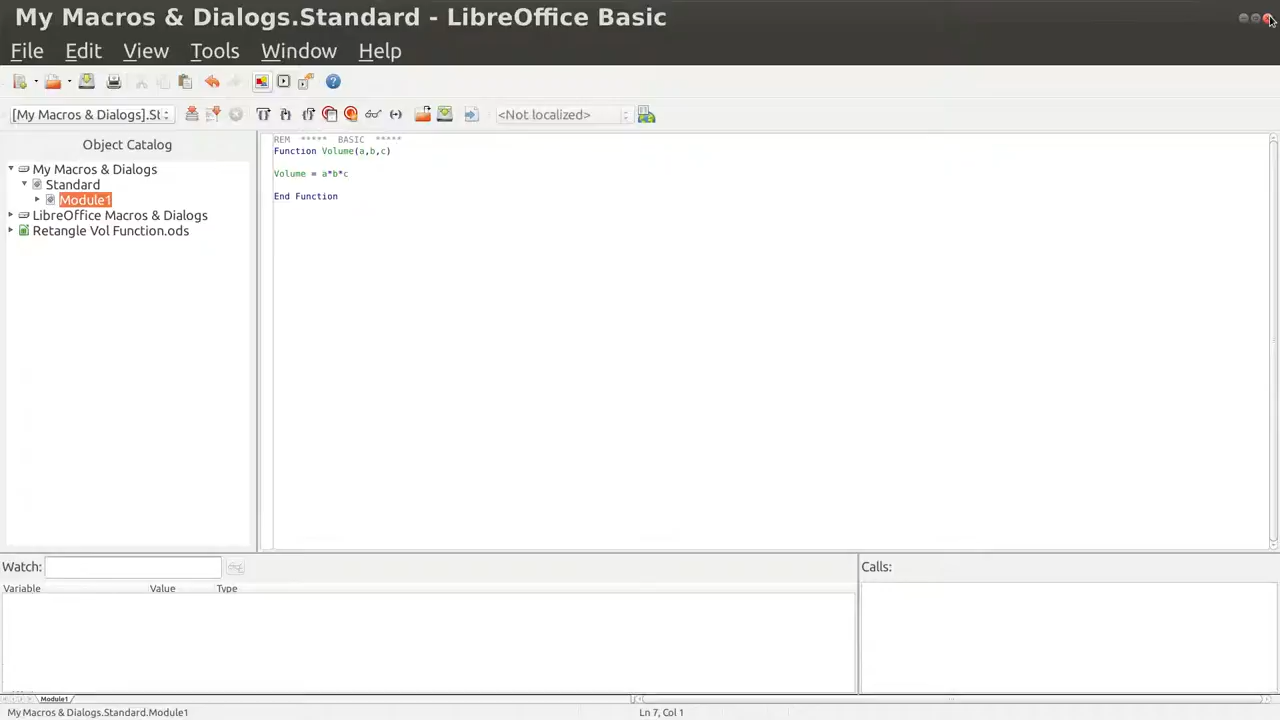 My Macros & Dialogs.Standard - LibreOffice Basic
File Edit View Tools Window Help
[My Macros & Dialogs].St
<Not localized>
Object Catalog
My Macros & Dialogs
Standard
Module1
LibreOffice Macros & Dialogs
Retangle Vol Function.ods
REM ***** BASIC *****
Function Volume(a,b,c)
Volume = a*b*c
End Function
Watch:
Calls:
Variable Value Type
Module1
My Macros & Dialogs.Standard.Module1
Ln 7, Col 1